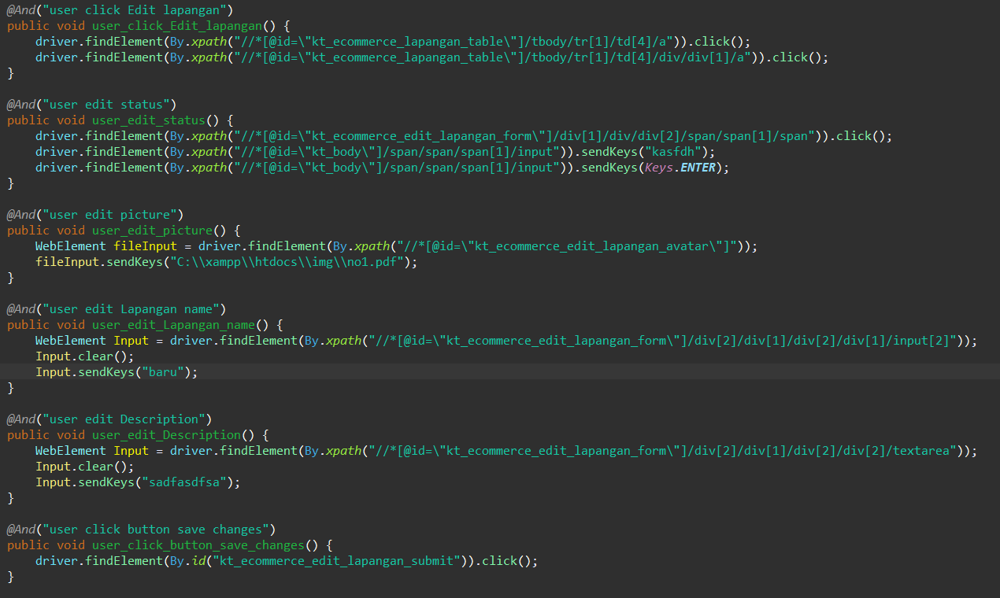 @And("user click Edit lapangan")
public void user_click_Edit_lapangan() {
    driver.findElement(By.xpath("//*[@id=\"kt_ecommerce_lapangan_table\"]/tbody/tr[1]/td[4]/a")).click();
    driver.findElement(By.xpath("//*[@id=\"kt_ecommerce_lapangan_table\"]/tbody/tr[1]/td[4]/div/div[1]/a")).click();
}

@And("user edit status")
public void user_edit_status() {
    driver.findElement(By.xpath("//*[@id=\"kt_ecommerce_edit_lapangan_form\"]/div[1]/div/div[2]/span/span[1]/span")).click();
    driver.findElement(By.xpath("//*[@id=\"kt_body\"]/span/span/span[1]/input")).sendKeys("kasfdh");
    driver.findElement(By.xpath("//*[@id=\"kt_body\"]/span/span/span[1]/input")).sendKeys(Keys.ENTER);
}

@And("user edit picture")
public void user_edit_picture() {
    WebElement fileInput = driver.findElement(By.xpath("//*[@id=\"kt_ecommerce_edit_lapangan_avatar\"]"));
    fileInput.sendKeys("C:\\xampp\\htdocs\\img\\no1.pdf");
}

@And("user edit Lapangan name")
public void user_edit_Lapangan_name() {
    WebElement Input = driver.findElement(By.xpath("//*[@id=\"kt_ecommerce_edit_lapangan_form\"]/div[2]/div[1]/div[2]/div[1]/input[2]"));
    Input.clear();
    Input.sendKeys("baru");
}

@And("user edit Description")
public void user_edit_Description() {
    WebElement Input = driver.findElement(By.xpath("//*[@id=\"kt_ecommerce_edit_lapangan_form\"]/div[2]/div[1]/div[2]/div[2]/textarea"));
    Input.clear();
    Input.sendKeys("sadfasdfsa");
}

@And("user click button save changes")
public void user_click_button_save_changes() {
    driver.findElement(By.id("kt_ecommerce_edit_lapangan_submit")).click();
}